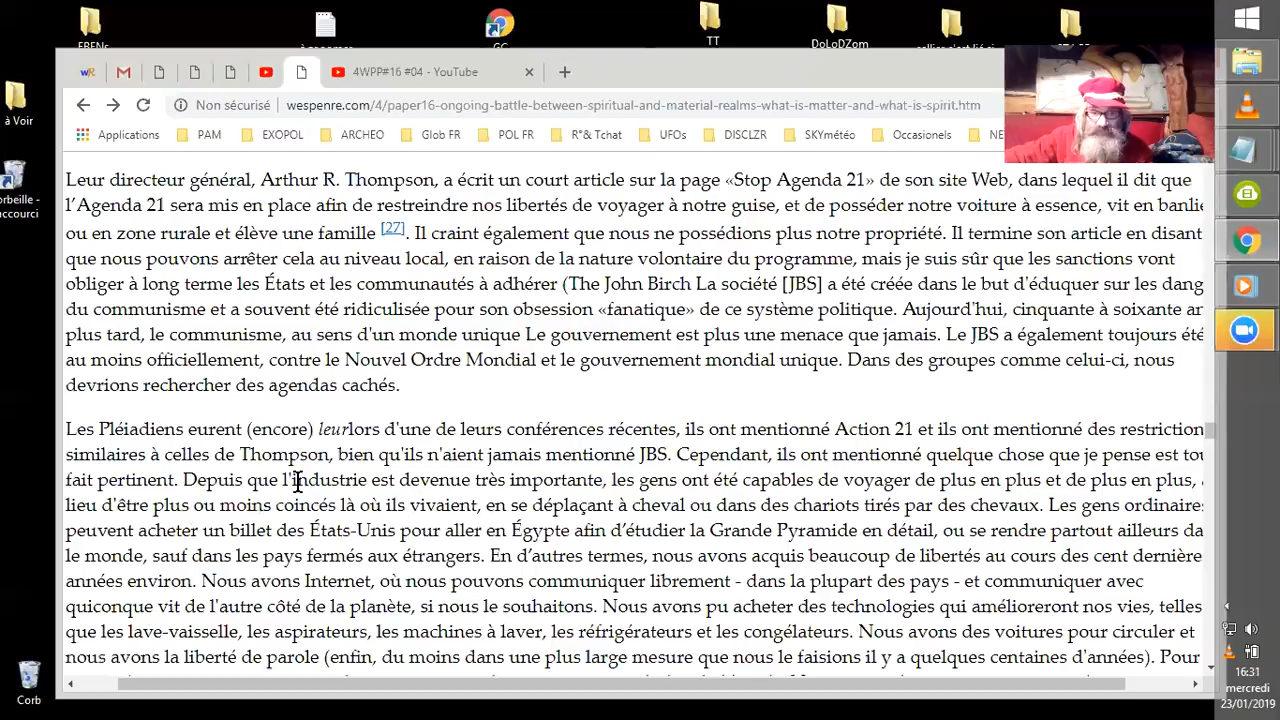 FRENs
GC
TT
DoLoDZom
à Voir
orbeille -
accourci
Corb
4WPP#16 #04 - YouTube
Non sécurisé
wespenre.com/4/paper16-ongoing-battle-between-spiritual-and-material-realms-what-is-matter-and-what-is-spirit.htm
Applications PAM EXOPOL ARCHEO Glob FR POL FR R°& Tchat UFOs DISCLZR SKYmétéo Occasionels NE
Leur directeur général, Arthur R. Thompson, a écrit un court article sur la page «Stop Agenda 21» de son site Web, dans lequel il dit que
l'Agenda 21 sera mis en place afin de restreindre nos libertés de voyager à notre guise, et de posséder notre voiture à essence, vit en banlie
ou en zone rurale et élève une famille [27]. Il craint également que nous ne possédions plus notre propriété. Il termine son article en disant
que nous pouvons arrêter cela au niveau local, en raison de la nature volontaire du programme, mais je suis sûr que les sanctions vont
obliger à long terme les États et les communautés à adhérer (The John Birch La société [JBS] a été créée dans le but d'éduquer sur les dang
du communisme et a souvent été ridiculisée pour son obsession «fanatique» de ce système politique. Aujourd'hui, cinquante à soixante an
plus tard, le communisme, au sens d'un monde unique Le gouvernement est plus une menace que jamais. Le JBS a également toujours été
au moins officiellement, contre le Nouvel Ordre Mondial et le gouvernement mondial unique. Dans des groupes comme celui-ci, nous
devrions rechercher des agendas cachés.
Les Pléiadiens eurent (encore) leurlors d'une de leurs conférences récentes, ils ont mentionné Action 21 et ils ont mentionné des restriction
similaires à celles de Thompson, bien qu'ils n'aient jamais mentionné JBS. Cependant, ils ont mentionné quelque chose que je pense est tou
fait pertinent. Depuis que l'industrie est devenue très importante, les gens ont été capables de voyager de plus en plus et de plus en plus,
lieu d'être plus ou moins coincés là où ils vivaient, en se déplaçant à cheval ou dans des chariots tirés par des chevaux. Les gens ordinaire
peuvent acheter un billet des États-Unis pour aller en Égypte afin d'étudier la Grande Pyramide en détail, ou se rendre partout ailleurs da
le monde, sauf dans les pays fermés aux étrangers. En d'autres termes, nous avons acquis beaucoup de libertés au cours des cent dernière
années environ. Nous avons Internet, où nous pouvons communiquer librement - dans la plupart des pays - et communiquer avec
quiconque vit de l'autre côté de la planète, si nous le souhaitons. Nous avons pu acheter des technologies qui amélioreront nos vies, telles
que les lave-vaisselle, les aspirateurs, les machines à laver, les réfrigérateurs et les congélateurs. Nous avons des voitures pour circuler et
nous avons la liberté de parole (enfin, du moins dans une plus large mesure que nous le faisions il y a quelques centaines d'années). Pour
16:31
mercredi
23/01/2019